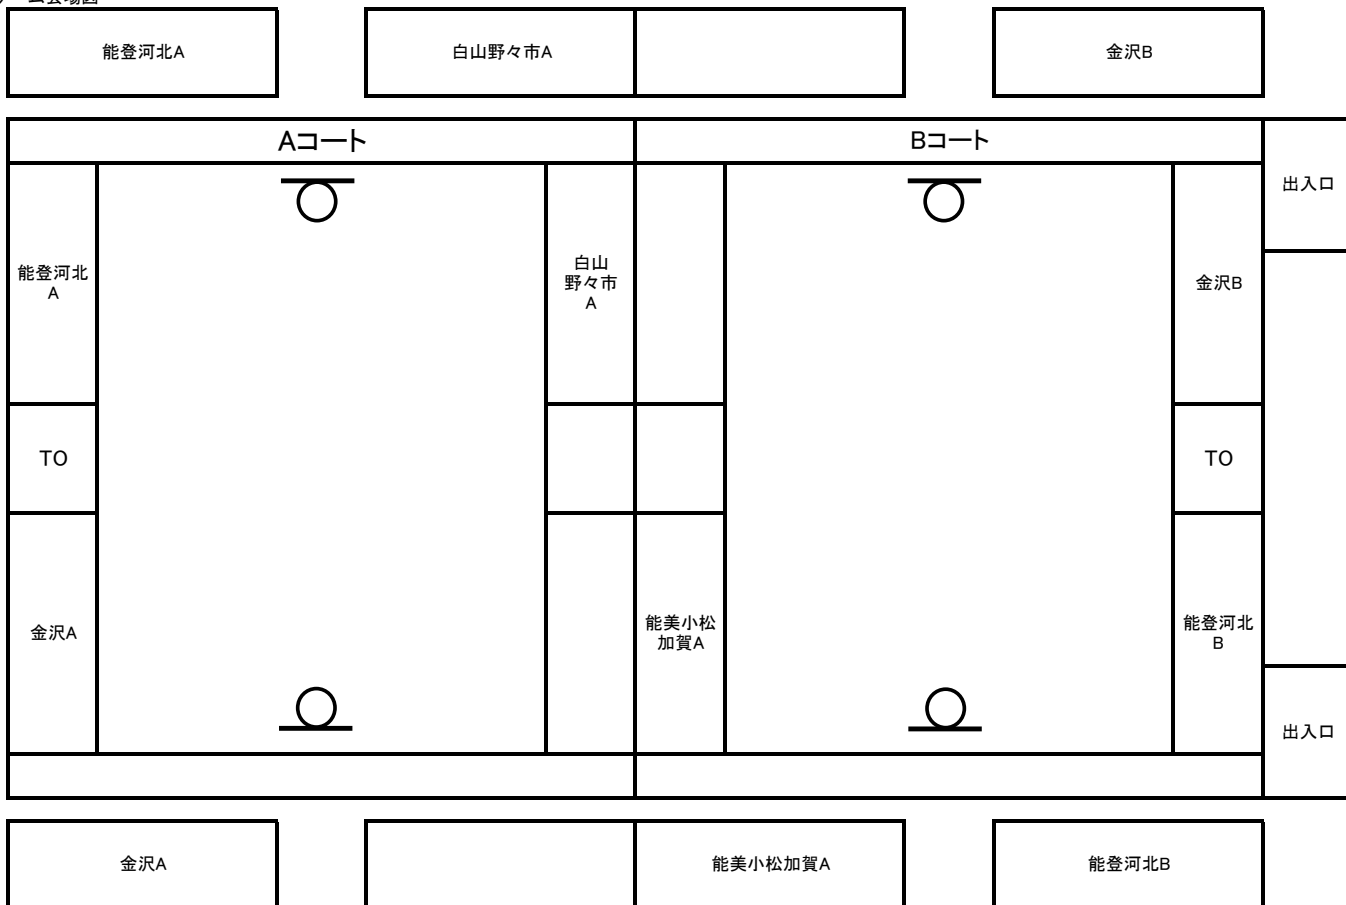 能登河北A
白山野々市A
金沢B
Aコート
Bコート
出入口
能登河北
A
白山
野々市
A
金沢B
TO
TO
金沢A
能美小松
加賀A
能登河北
B
出入口
金沢A
能美小松加賀A
能登河北B